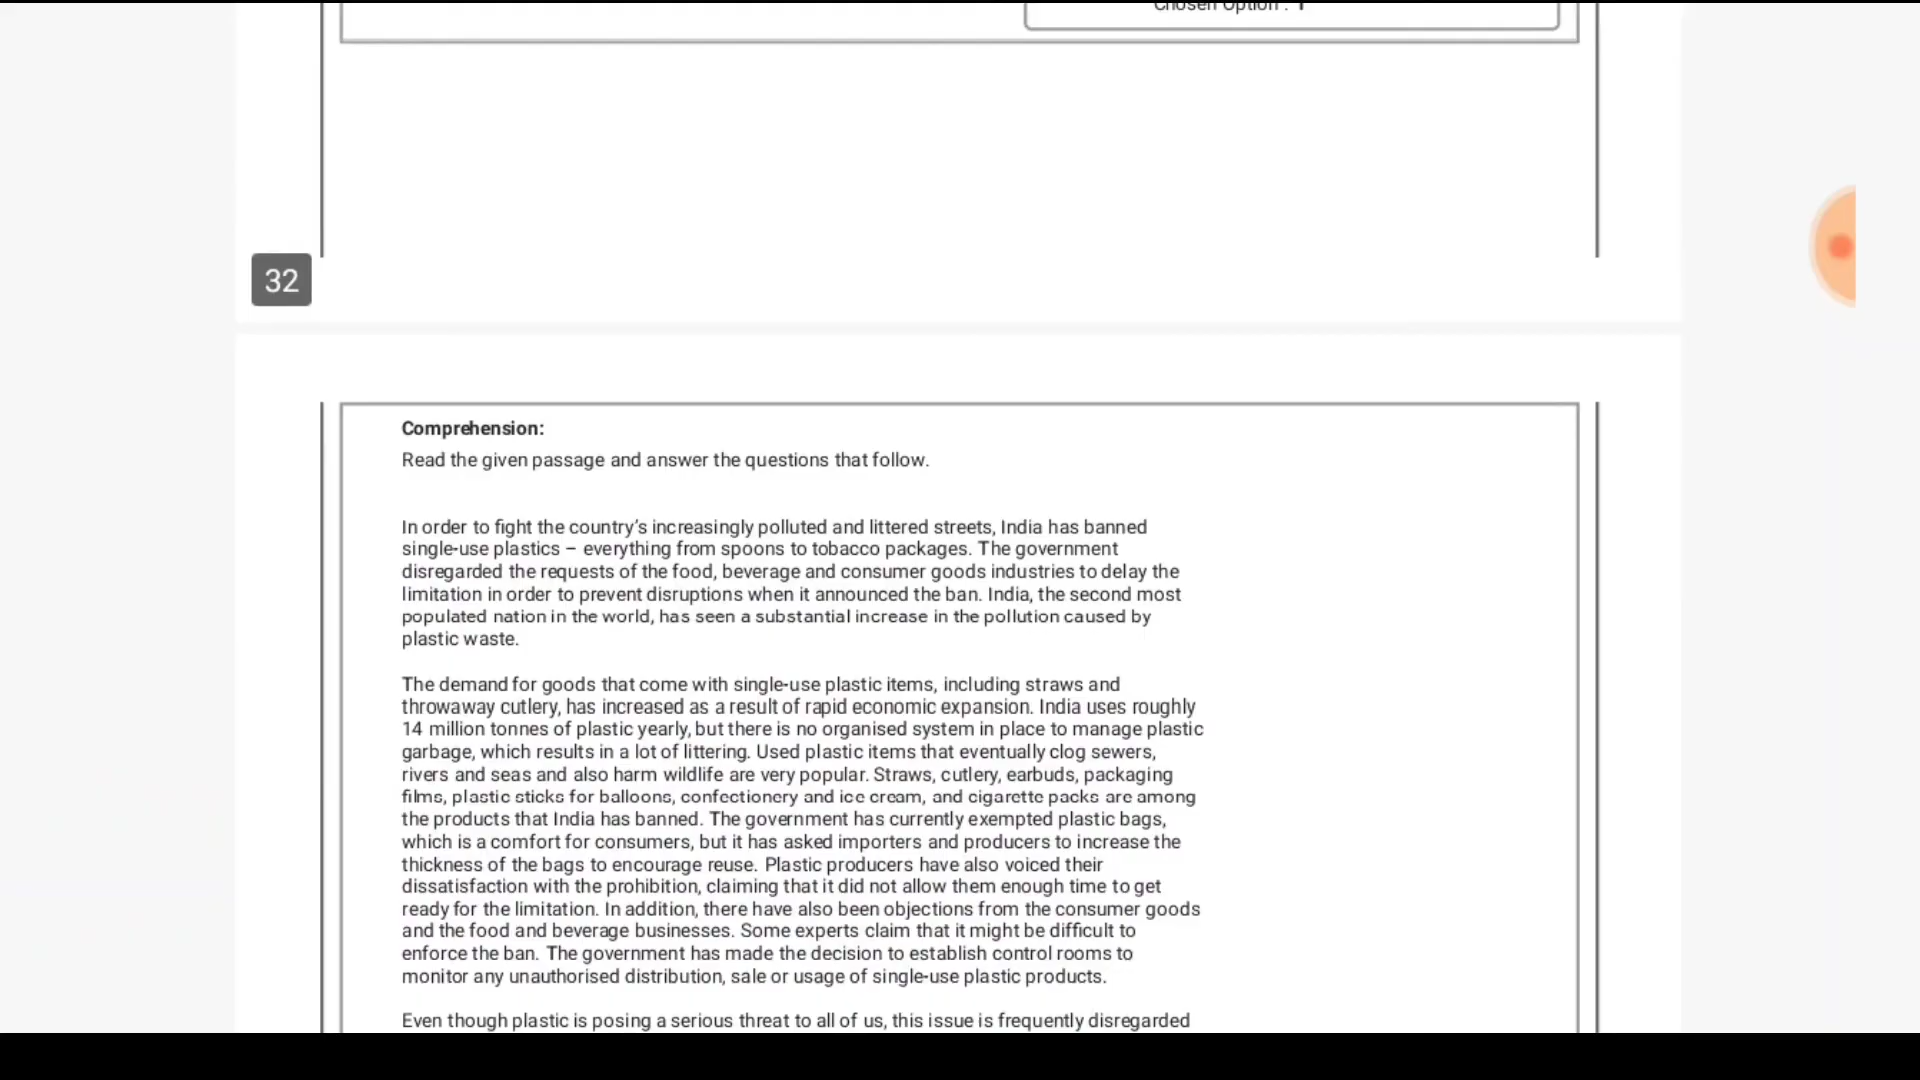 Chosen Option : 1
32
Comprehension:
Read the given passage and answer the questions that follow.
In order to fight the country’s increasingly polluted and littered streets, India has banned
single-use plastics – everything from spoons to tobacco packages. The government
disregarded the requests of the food, beverage and consumer goods industries to delay the
limitation in order to prevent disruptions when it announced the ban. India, the second most
populated nation in the world, has seen a substantial increase in the pollution caused by
plastic waste.
The demand for goods that come with single-use plastic items, including straws and
throwaway cutlery, has increased as a result of rapid economic expansion. India uses roughly
14 million tonnes of plastic yearly, but there is no organised system in place to manage plastic
garbage, which results in a lot of littering. Used plastic items that eventually clog sewers,
rivers and seas and also harm wildlife are very popular. Straws, cutlery, earbuds, packaging
films, plastic sticks for balloons, confectionery and ice cream, and cigarette packs are among
the products that India has banned. The government has currently exempted plastic bags,
which is a comfort for consumers, but it has asked importers and producers to increase the
thickness of the bags to encourage reuse. Plastic producers have also voiced their
dissatisfaction with the prohibition, claiming that it did not allow them enough time to get
ready for the limitation. In addition, there have also been objections from the consumer goods
and the food and beverage businesses. Some experts claim that it might be difficult to
enforce the ban. The government has made the decision to establish control rooms to
monitor any unauthorised distribution, sale or usage of single-use plastic products.
Even though plastic is posing a serious threat to all of us, this issue is frequently disregarded